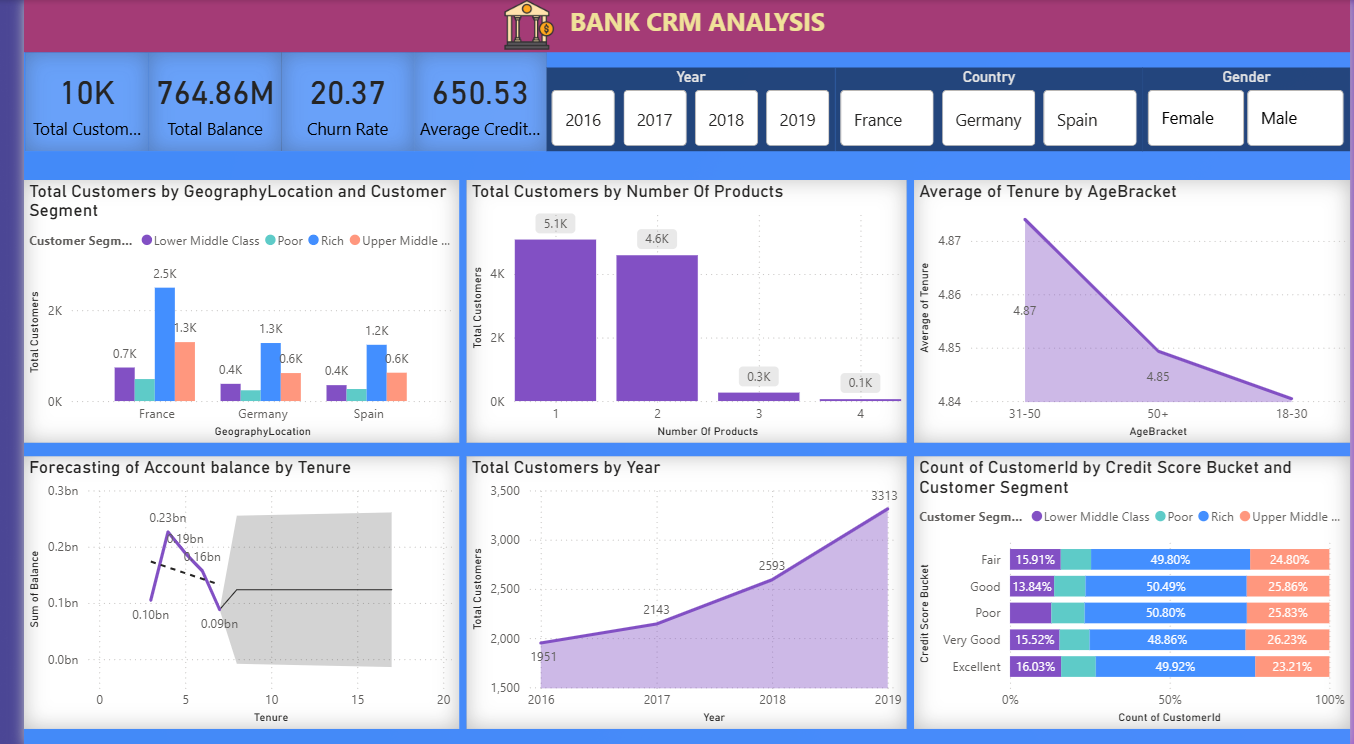 BANK CRM ANALYSIS
10K
Total Custom...
764.86M
Total Balance
20.37
Churn Rate
650.53
Average Credit...
Year
2016
2017
2018
2019
Country
France
Germany
Spain
Gender
Female
Male
Total Customers by GeographyLocation and Customer
Segment
Customer Segm...
Lower Middle Class
Poor
Rich
Upper Middle ...
Total Customers
2K
0K
0.7K
2.5K
1.3K
0.4K
1.3K
0.6K
0.4K
1.2K
0.6K
France
Germany
Spain
GeographyLocation
Total Customers by Number Of Products
Total Customers
4K
2K
0K
5.1K
4.6K
0.3K
0.1K
1
2
3
4
Number Of Products
Average of Tenure by AgeBracket
Average of Tenure
4.87
4.86
4.85
4.84
4.87
4.85
31-50
50+
18-30
AgeBracket
Forecasting of Account balance by Tenure
Sum of Balance
0.3bn
0.2bn
0.1bn
0.0bn
0.23bn
0.19bn
0.16bn
0.10bn
0.09bn
0
5
10
15
20
Tenure
Total Customers by Year
Total Customers
3,500
3,000
2,500
2,000
1,500
1951
2143
2593
3313
2016
2017
2018
2019
Year
Count of CustomerId by Credit Score Bucket and
Customer Segment
Customer Segm...
Lower Middle Class
Poor
Rich
Upper Middle ...
Credit Score Bucket
Fair
15.91%
49.80%
24.80%
Good
13.84%
50.49%
25.86%
Poor
50.80%
25.83%
Very Good
15.52%
48.86%
26.23%
Excellent
16.03%
49.92%
23.21%
0%
50%
100%
Count of CustomerId